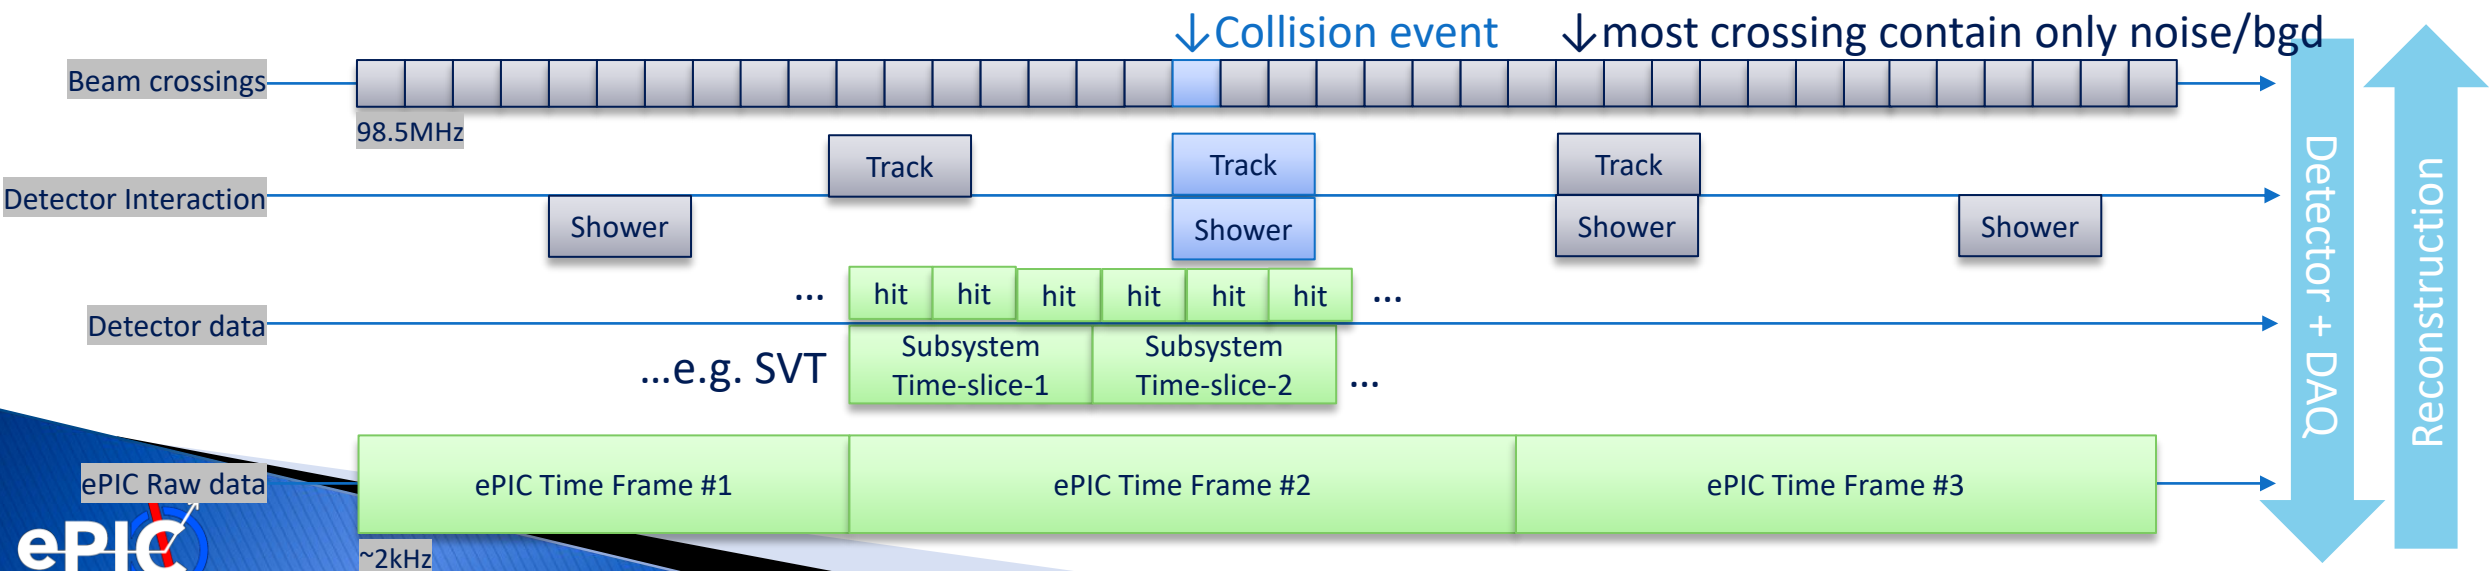 ↓Collision event
↓most crossing contain only noise/bgd
Beam crossings
98.5MHz
Detector Interaction
Track
Track
Track
Shower
Shower
Shower
Shower
Detector data
... hit hit hit hit hit hit ...
...e.g. SVT
Subsystem
Time-slice-1
Subsystem
Time-slice-2
...
ePIC Raw data
ePIC Time Frame #1
ePIC Time Frame #2
ePIC Time Frame #3
~2kHz
ePIC
Detector + DAQ
Reconstruction